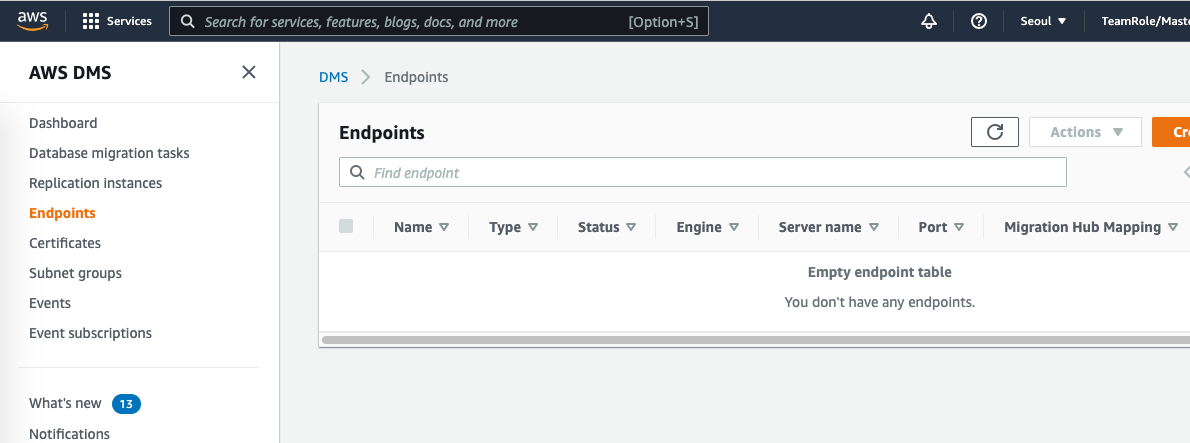 aws Services Search for services, features, blogs, docs, and more [Option+S] Seoul ▼ TeamRole/Maste
AWS DMS
Dashboard
Database migration tasks
Replication instances
Endpoints
Certificates
Subnet groups
Events
Event subscriptions
What's new 13
Notifications
DMS > Endpoints
Endpoints Actions ▼ Cre
Find endpoint
Name Type Status Engine Server name Port Migration Hub Mapping
Empty endpoint table
You don't have any endpoints.